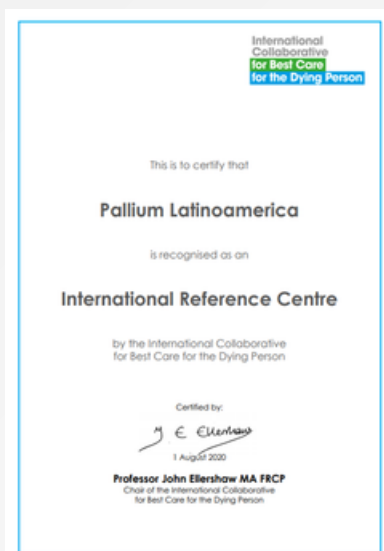 International
Collaborative
for Best Care
for the Dying Person
This is to certify that
Pallium Latinoamerica
is recognised as an
International Reference Centre
by the International Collaborative
for Best Care for the Dying Person
Certified by:
J E Ellershaw
1 August 2020
Professor John Ellershaw MA FRCP
Chair of the International Collaborative
for Best Care for the Dying Person